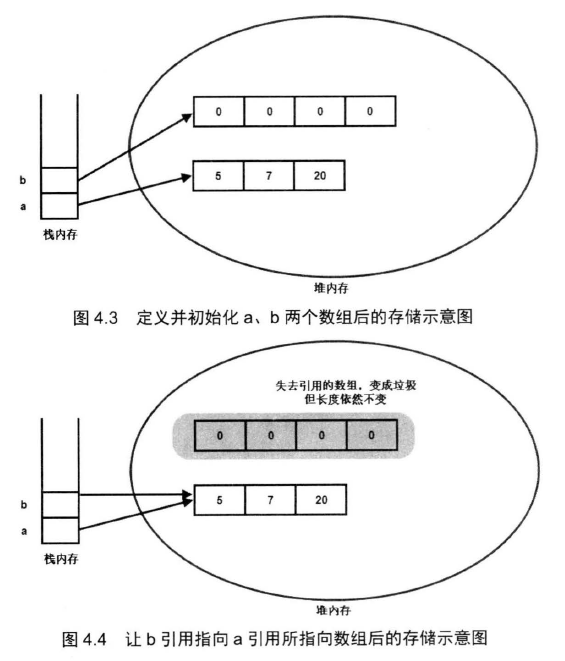 0 0 0 0
b
5 7 20
a
栈内存
堆内存
图 4.3 定义并初始化 a、b 两个数组后的存储示意图
失去引用的数组，变成垃圾
但长度依然不变
0 0 0 0
b
5 7 20
a
栈内存
堆内存
图 4.4 让 b 引用指向 a 引用所指向数组后的存储示意图